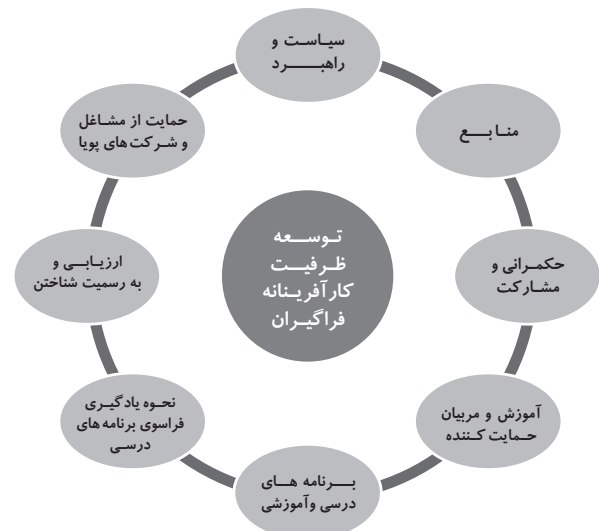 سیاست و
راهبرد
منابع
حکمرانی و
مشارکت
آموزش و مربیان
حمایت کننده
برنامه های
درسی وآموزشی
نحوه یادگیری
فراسوی برنامه های
درسی
ارزیابی و
به رسمیت شناختن
حمایت از مشاغل
و شرکت های پویا
توسعه
ظرفیت
کارآفرینانه
فراگیران